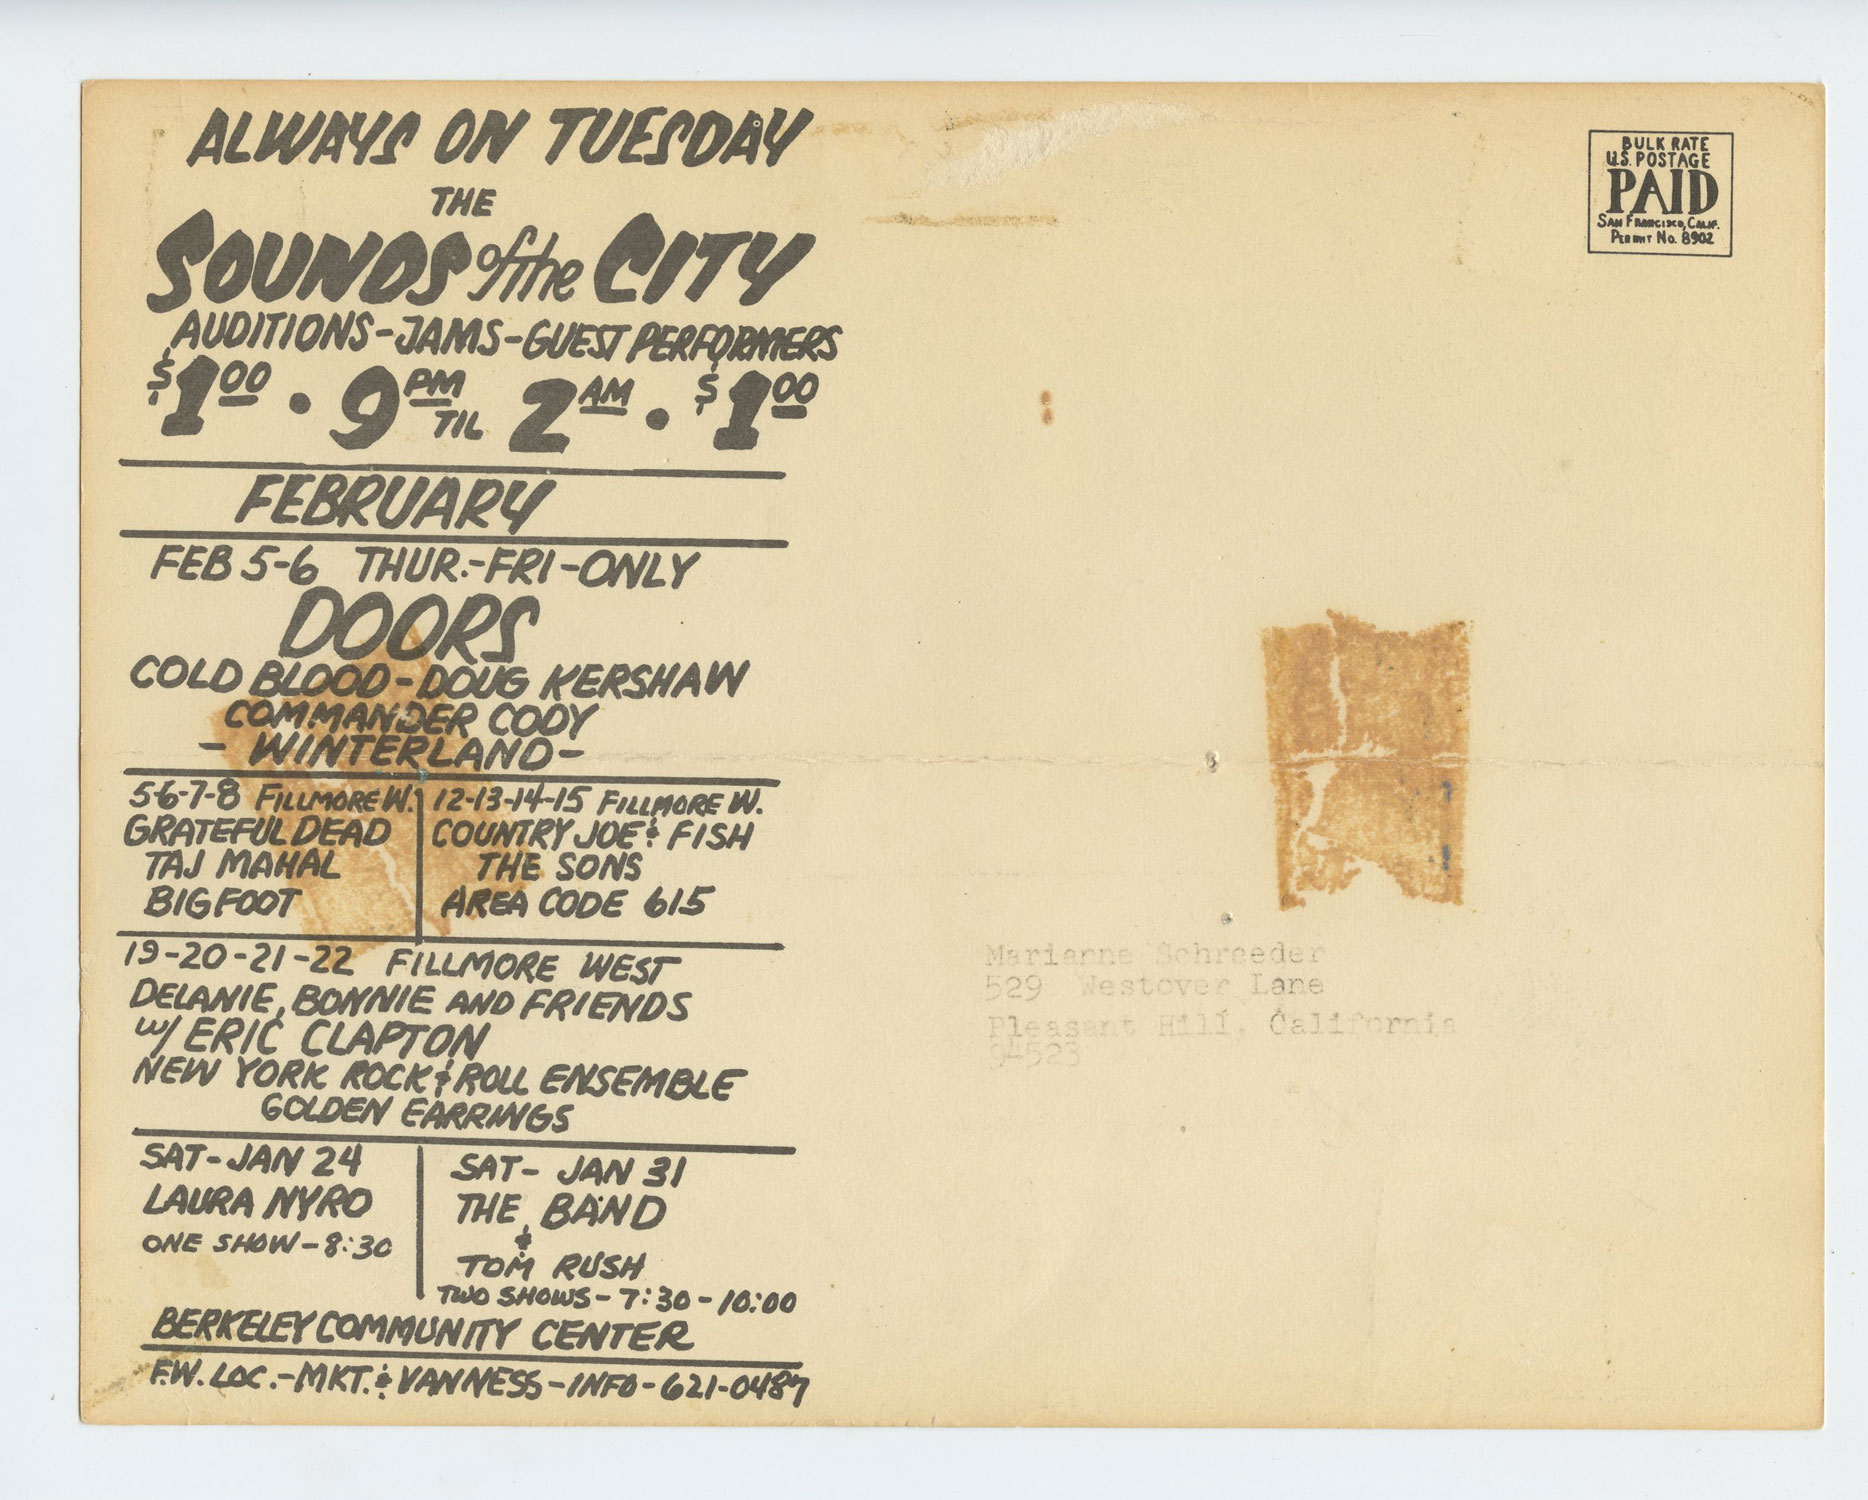 ALWAYS ON TUESDAY
THE
SOUNDS of the CITY
AUDITIONS-JAMS-GUEST PERFORMERS
$1.00 • 9 PM TIL 2 AM • $1.00
FEBRUARY
FEB 5-6 THUR.-FRI-ONLY
DOORS
COLD BLOOD-DOUG KERSHAW
COMMANDER CODY
- WINTERLAND-
5-6-7-8 FILLMORE W.
GRATEFUL DEAD
TAJ MAHAL
BIGFOOT
12-13-14-15 FILLMORE W.
COUNTRY JOE & FISH
THE SONS
AREA CODE 615
19-20-21-22 FILLMORE WEST
DELANIE, BONNIE AND FRIENDS
w/ ERIC CLAPTON
NEW YORK ROCK & ROLL ENSEMBLE
GOLDEN EARRINGS
SAT-JAN 24
LAURA NYRO
ONE SHOW-8:30
SAT- JAN 31
THE BAND
&
TOM RUSH
TWO SHOWS-7:30-10:00
BERKELEY COMMUNITY CENTER
F.W. LOC.-MKT. & VANNESS-INFO-621-0487
BULK RATE
U.S. POSTAGE
PAID
SAN FRANCISCO, CALIF.
PERMIT No. 8902
Marianne Schroeder
529 Westover Lane
Pleasant Hill, California
94523